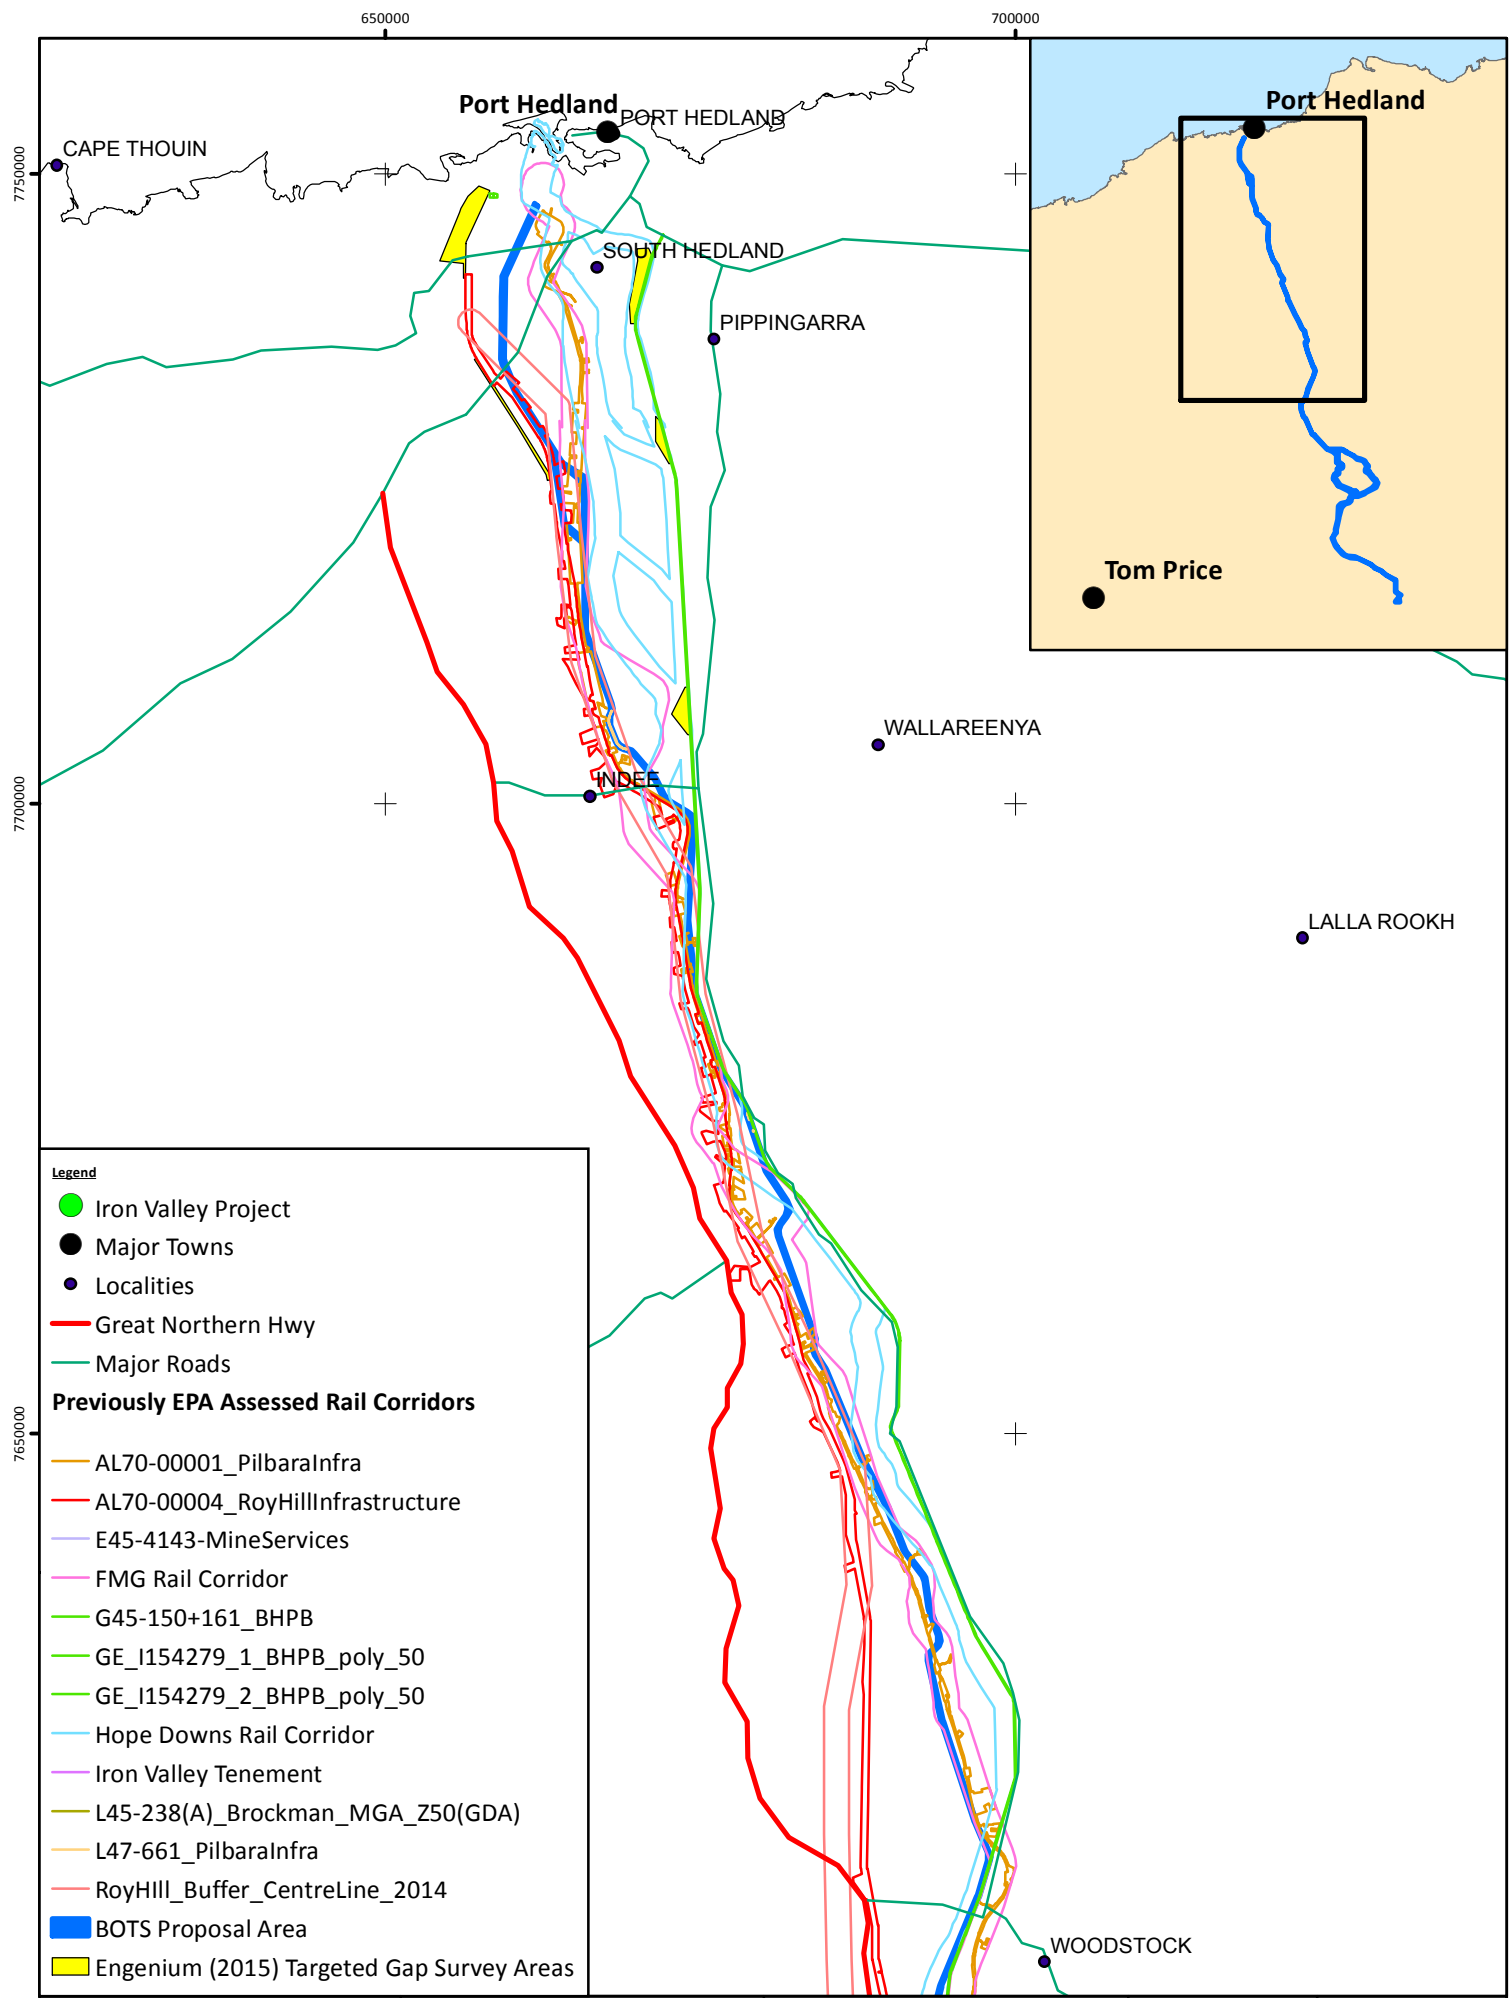 650000
700000
7750000
7700000
7650000
Port Hedland
PORT HEDLAND
CAPE THOUIN
SOUTH HEDLAND
PIPPINGARRA
WALLAREENYA
INDEE
LALLA ROOKH
WOODSTOCK
Port Hedland
Tom Price
Legend
Iron Valley Project
Major Towns
Localities
Great Northern Hwy
Major Roads
Previously EPA Assessed Rail Corridors
AL70-00001_PilbaraInfra
AL70-00004_RoyHillInfrastructure
E45-4143-MineServices
FMG Rail Corridor
G45-150+161_BHPB
GE_I154279_1_BHPB_poly_50
GE_I154279_2_BHPB_poly_50
Hope Downs Rail Corridor
Iron Valley Tenement
L45-238(A)_Brockman_MGA_Z50(GDA)
L47-661_PilbaraInfra
RoyHIll_Buffer_CentreLine_2014
BOTS Proposal Area
Engenium (2015) Targeted Gap Survey Areas